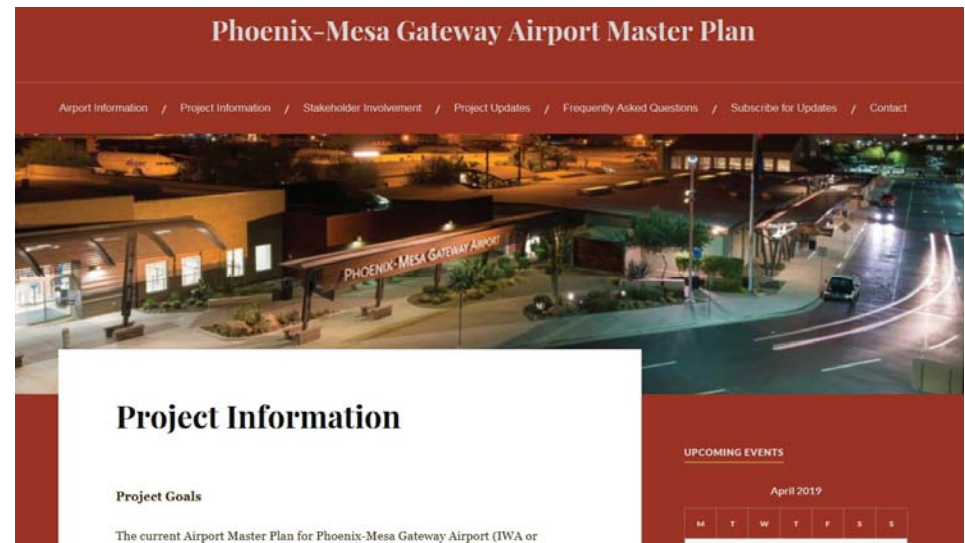 Phoenix-Mesa Gateway Airport Master Plan
Airport Information / Project Information / Stakeholder Involvement / Project Updates / Frequently Asked Questions / Subscribe for Updates / Contact
PHOENIX-MESA GATEWAY AIRPORT
Project Information
UPCOMING EVENTS
April 2019
M T W T F S S
Project Goals
The current Airport Master Plan for Phoenix-Mesa Gateway Airport (IWA or